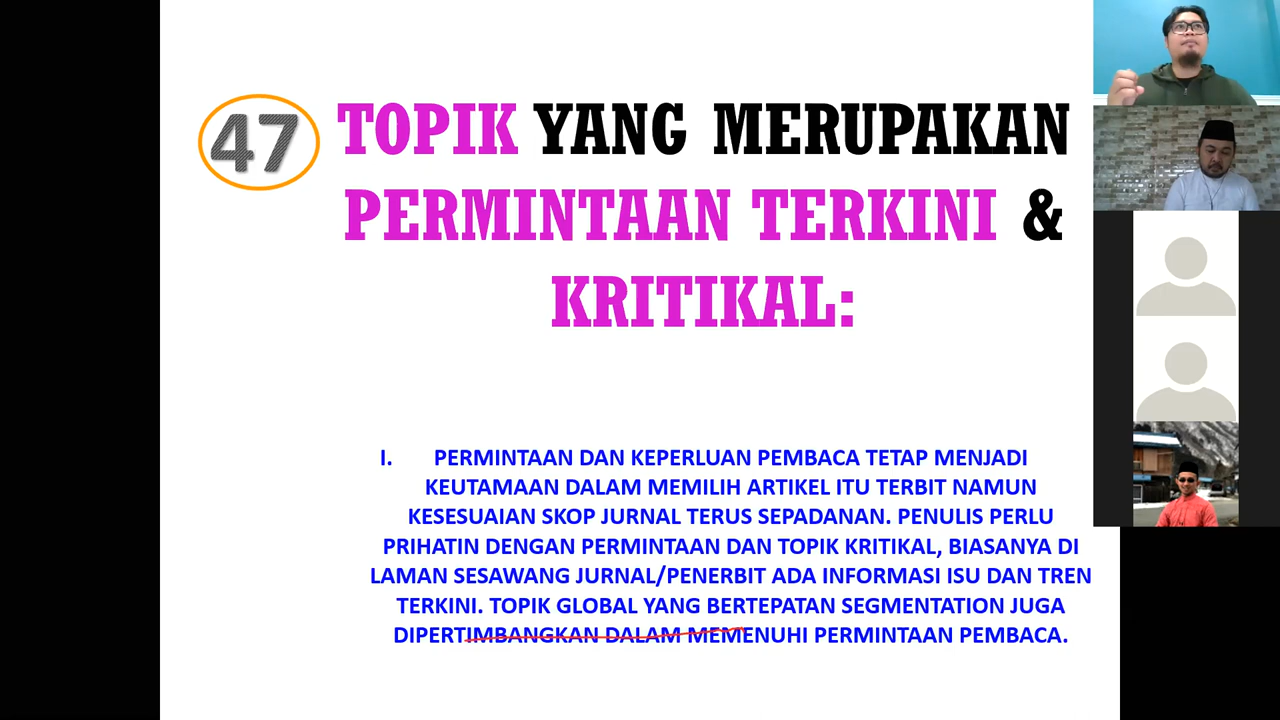 47
TOPIK YANG MERUPAKAN
PERMINTAAN TERKINI &
KRITIKAL:
I. PERMINTAAN DAN KEPERLUAN PEMBACA TETAP MENJADI
KEUTAMAAN DALAM MEMILIH ARTIKEL ITU TERBIT NAMUN
KESESUAIAN SKOP JURNAL TERUS SEPADANAN. PENULIS PERLU
PRIHATIN DENGAN PERMINTAAN DAN TOPIK KRITIKAL, BIASANYA DI
LAMAN SESAWANG JURNAL/PENERBIT ADA INFORMASI ISU DAN TREN
TERKINI. TOPIK GLOBAL YANG BERTEPATAN SEGMENTATION JUGA
DIPERTIMBANGKAN DALAM MEMENUHI PERMINTAAN PEMBACA.